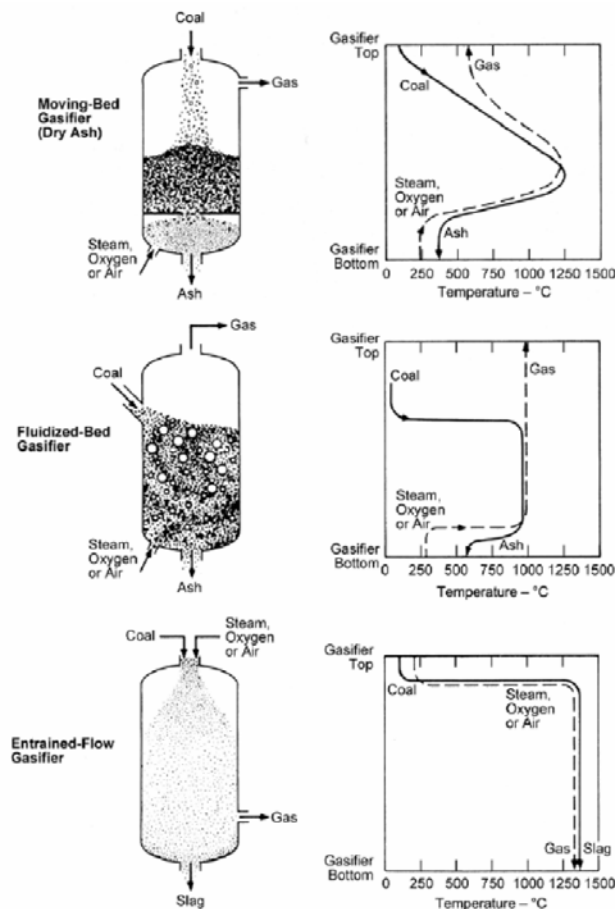 Coal
Gas
Moving-Bed
Gasifier
(Dry Ash)
Steam,
Oxygen
or Air
Ash
Gasifier
Top
Gas
Coal
Steam,
Oxygen
or Air
Ash
Gasifier
Bottom
0 250 500 750 1000 1250 1500
Temperature – °C
Gas
Coal
Fluidized-Bed
Gasifier
Steam,
Oxygen
or Air
Ash
Gasifier
Top
Coal
Gas
Steam,
Oxygen
or Air
Ash
Gasifier
Bottom
0 250 500 750 1000 1250 1500
Temperature – °C
Coal
Steam,
Oxygen
or Air
Entrained-Flow
Gasifier
Gas
Slag
Gasifier
Top
Coal
Steam,
Oxygen
or Air
Gas
Slag
Gasifier
Bottom
0 250 500 750 1000 1250 1500
Temperature – °C